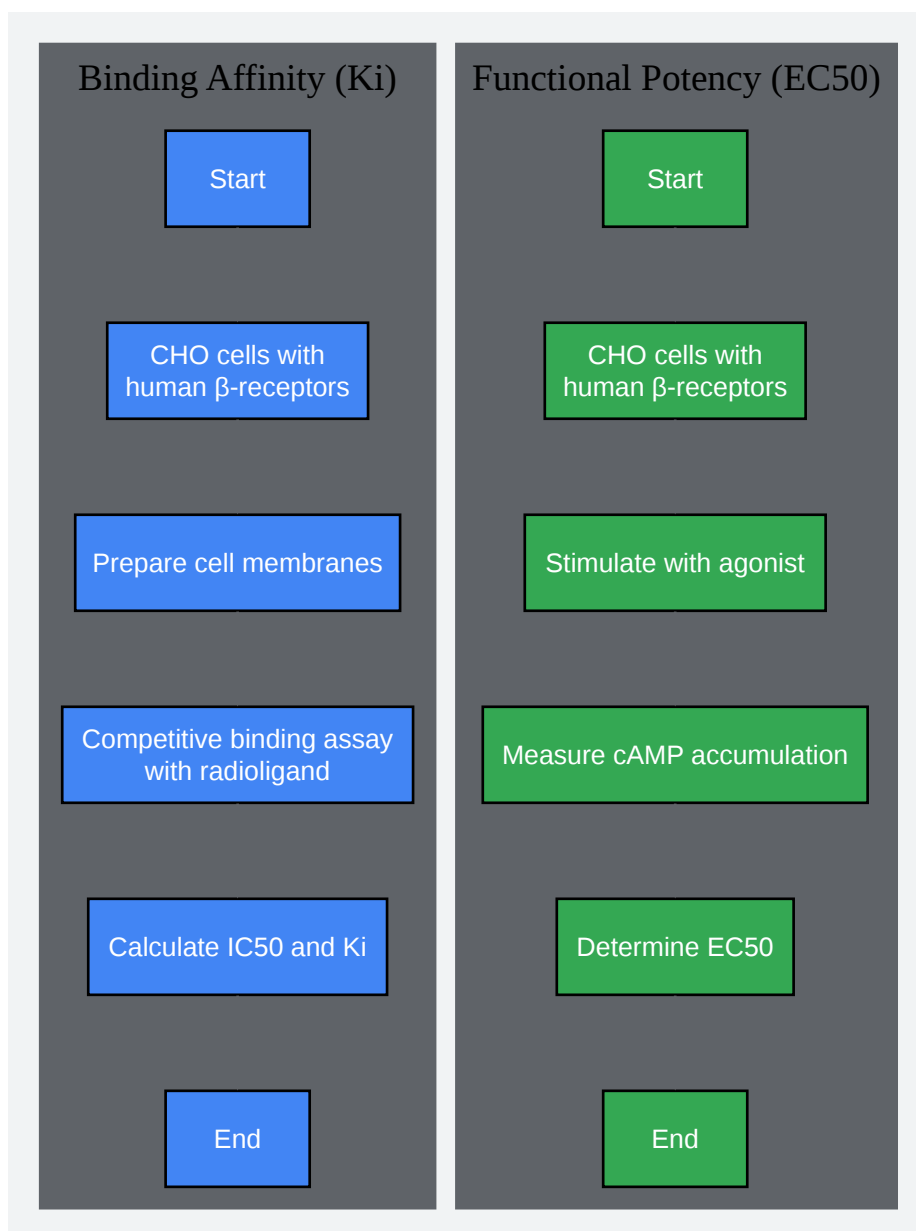 Binding Affinity (Ki)
Start
CHO cells with
human β-receptors
Prepare cell membranes
Competitive binding assay
with radioligand
Calculate IC50 and Ki
End
Functional Potency (EC50)
Start
CHO cells with
human β-receptors
Stimulate with agonist
Measure cAMP accumulation
Determine EC50
End